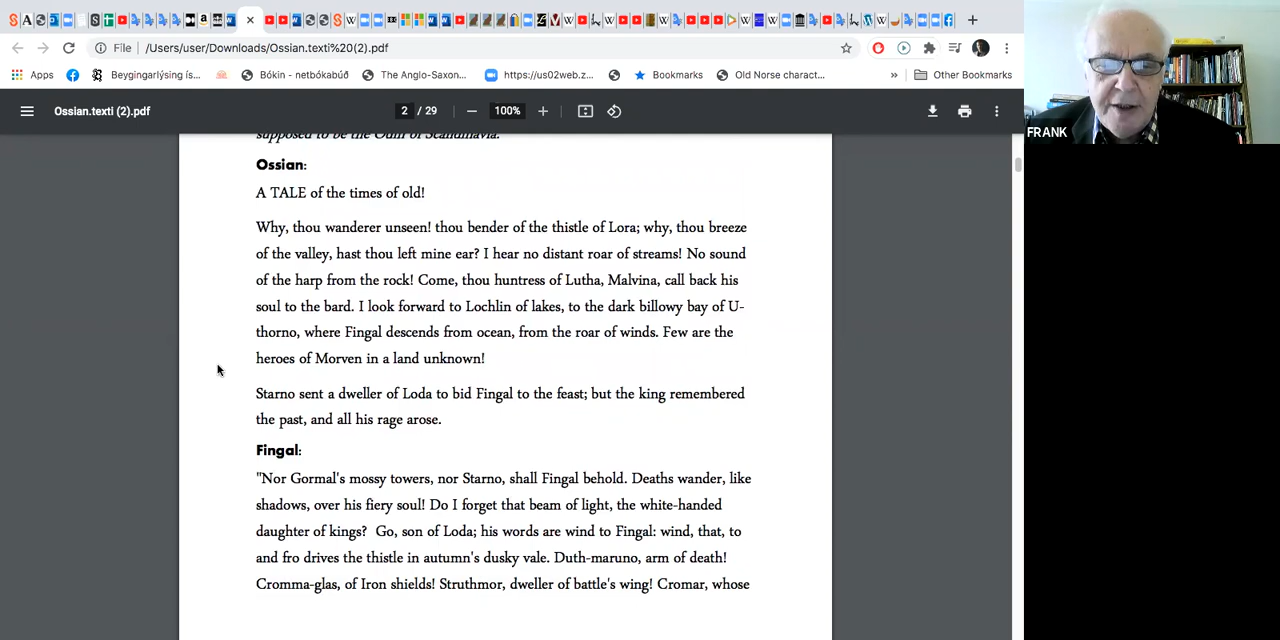 File /Users/user/Downloads/Ossian.texti%20(2).pdf
Apps Beygingarlýsing ís... Bókin - netbókabúð The Anglo-Saxon... https://us02web.z... Bookmarks Old Norse charact... » Other Bookmarks
Ossian.texti (2).pdf 2 / 29 — 100% +
FRANK
supposed to be the Odin of Scandinavia.
Ossian:
A TALE of the times of old!
Why, thou wanderer unseen! thou bender of the thistle of Lora; why, thou breeze
of the valley, hast thou left mine ear? I hear no distant roar of streams! No sound
of the harp from the rock! Come, thou huntress of Lutha, Malvina, call back his
soul to the bard. I look forward to Lochlin of lakes, to the dark billowy bay of U-
thorno, where Fingal descends from ocean, from the roar of winds. Few are the
heroes of Morven in a land unknown!
Starno sent a dweller of Loda to bid Fingal to the feast; but the king remembered
the past, and all his rage arose.
Fingal:
"Nor Gormal's mossy towers, nor Starno, shall Fingal behold. Deaths wander, like
shadows, over his fiery soul! Do I forget that beam of light, the white-handed
daughter of kings? Go, son of Loda; his words are wind to Fingal: wind, that, to
and fro drives the thistle in autumn's dusky vale. Duth-maruno, arm of death!
Cromma-glas, of Iron shields! Struthmor, dweller of battle's wing! Cromar, whose